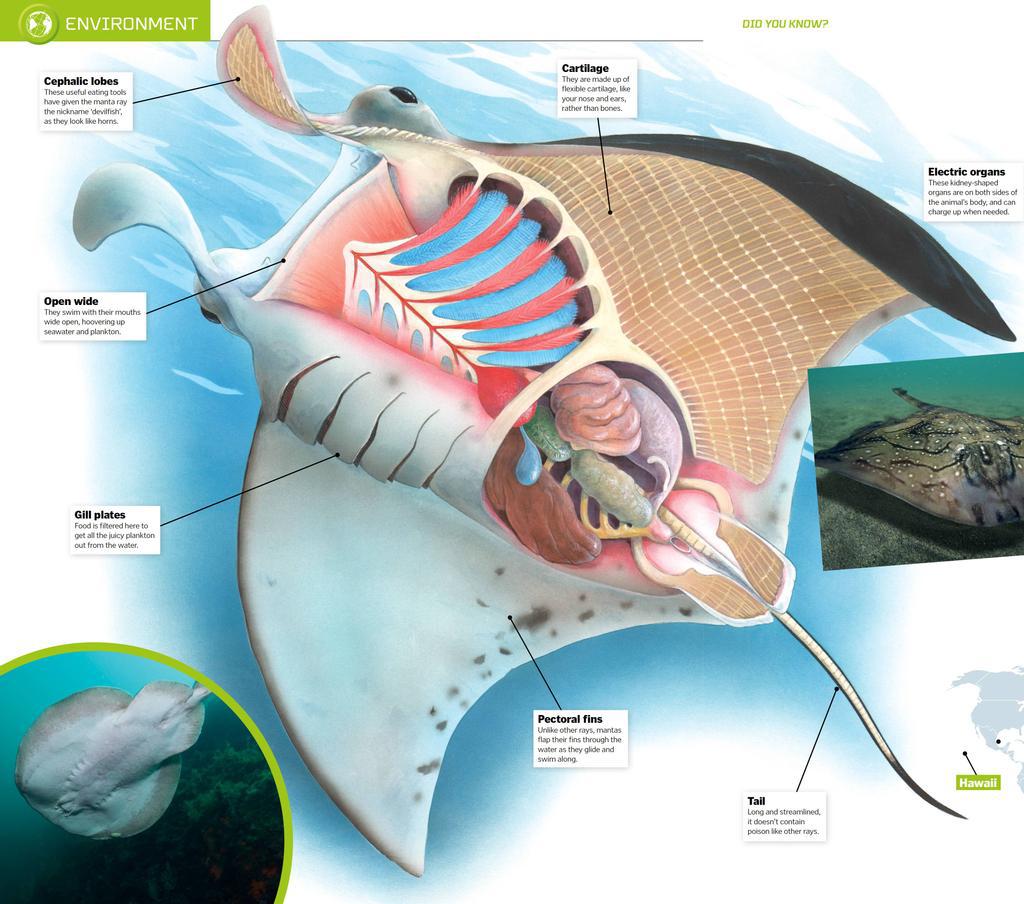 ENVIRONMENT
DID YOU KNOW?
Cephalic lobes
These useful eating tools
have given the manta ray
the nickname 'devilfish',
as they look like horns.
Cartilage
They are made up of
flexible cartilage, like
your nose and ears,
rather than bones.
Electric organs
These kidney-shaped
organs are on both sides of
the animal's body, and can
charge up when needed.
Open wide
They swim with their mouths
wide open, hoovering up
seawater and plankton.
Gill plates
Food is filtered here to
get all the juicy plankton
out from the water.
Pectoral fins
Unlike other rays, mantas
flap their fins through the
water as they glide and
swim along.
Tail
Long and streamlined,
it doesn't contain
poison like other rays.
Hawaii